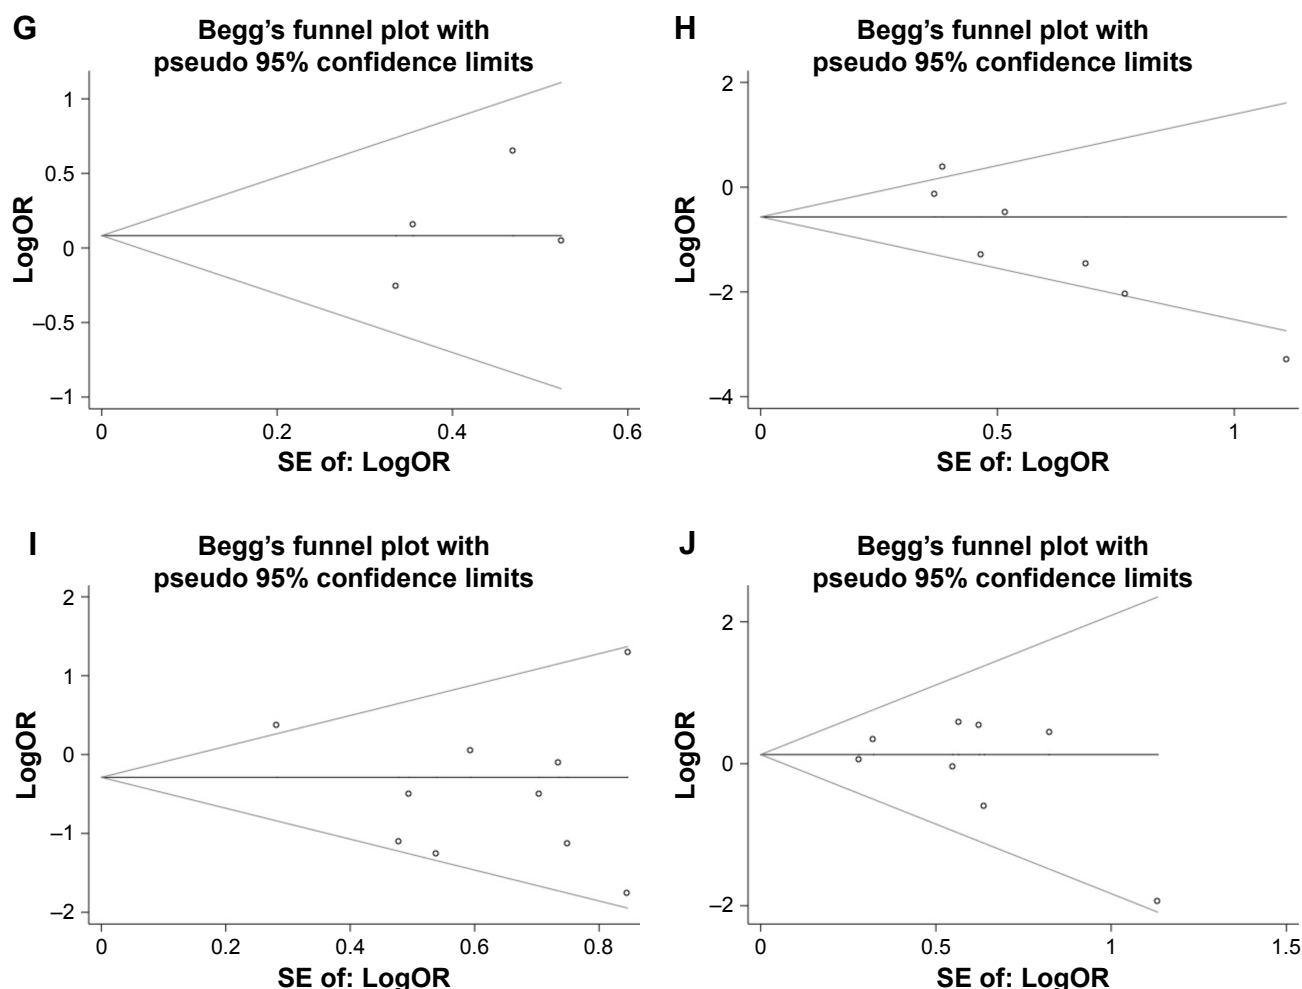 G
Begg’s funnel plot with
pseudo 95% confidence limits
1
0.5
0
–0.5
–1
LogOR
0 0.2 0.4 0.6
SE of: LogOR
H
Begg’s funnel plot with
pseudo 95% confidence limits
2
0
–2
–4
LogOR
0 0.5 1
SE of: LogOR
I
Begg’s funnel plot with
pseudo 95% confidence limits
2
1
0
–1
–2
LogOR
0 0.2 0.4 0.6 0.8
SE of: LogOR
J
Begg’s funnel plot with
pseudo 95% confidence limits
2
0
–2
LogOR
0 0.5 1 1.5
SE of: LogOR